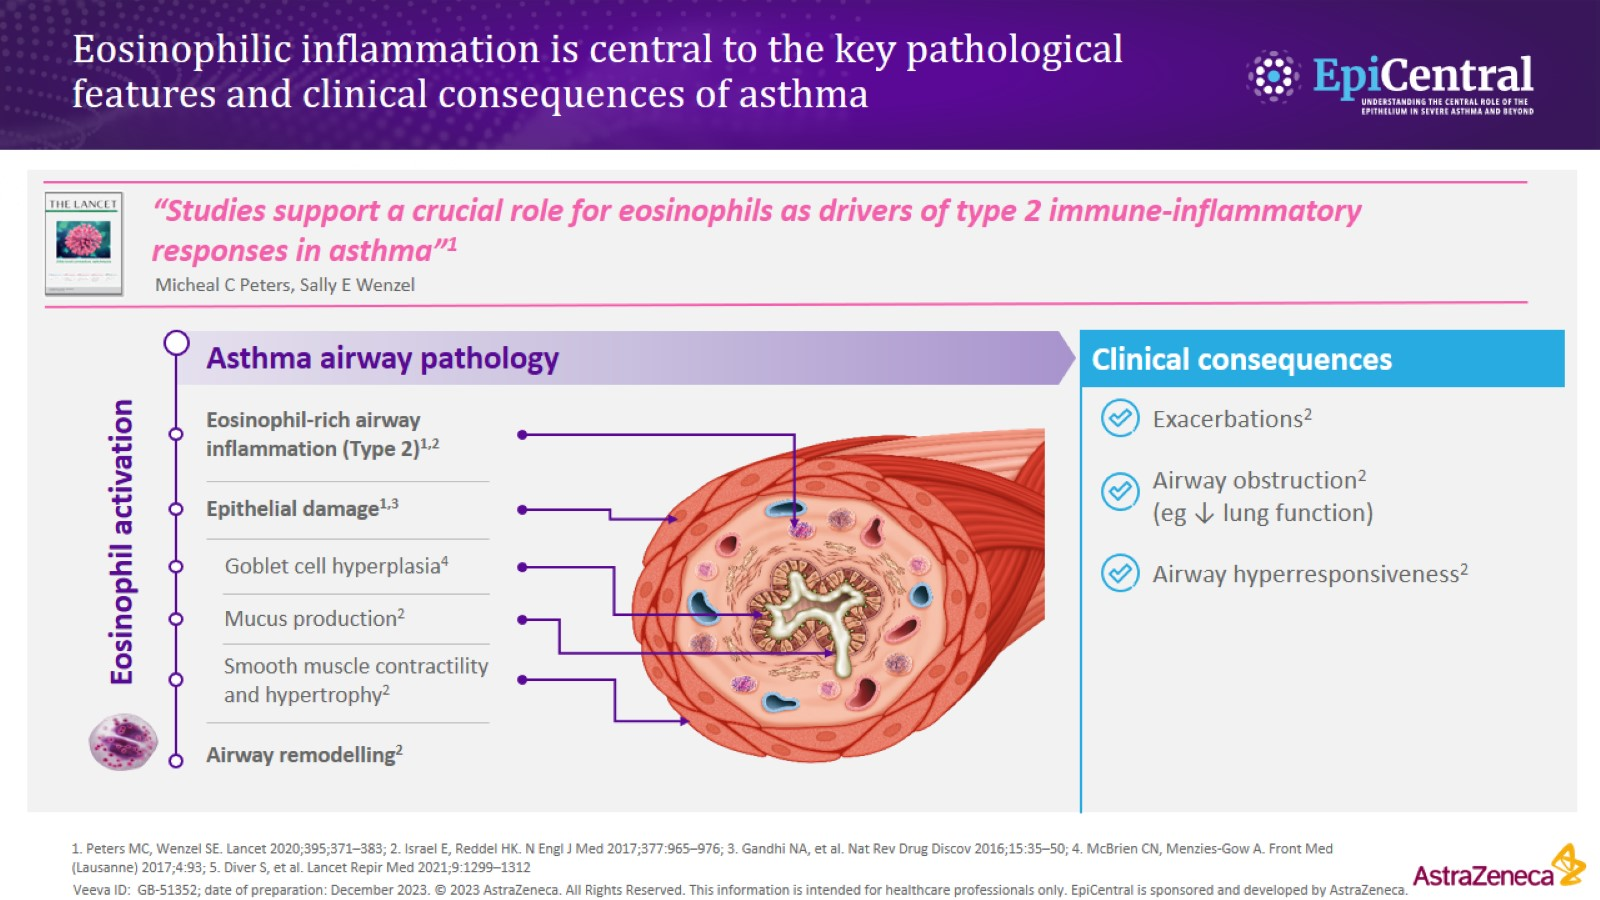 Eosinophilic inflammation is central to the key pathological
features and clinical consequences of asthma
EpiCentral
UNDERSTANDING THE CENTRAL ROLE OF THE
EPITHELIUM IN SEVERE ASTHMA AND BEYOND
THE LANCET
“Studies support a crucial role for eosinophils as drivers of type 2 immune-inflammatory
responses in asthma”1
Micheal C Peters, Sally E Wenzel
Eosinophil activation
Asthma airway pathology
Eosinophil-rich airway
inflammation (Type 2)1,2
Epithelial damage1,3
Goblet cell hyperplasia4
Mucus production2
Smooth muscle contractility
and hypertrophy2
Airway remodelling2
Clinical consequences
Exacerbations2
Airway obstruction2
(eg ↓ lung function)
Airway hyperresponsiveness2
1. Peters MC, Wenzel SE. Lancet 2020;395;371–383; 2. Israel E, Reddel HK. N Engl J Med 2017;377:965–976; 3. Gandhi NA, et al. Nat Rev Drug Discov 2016;15:35–50; 4. McBrien CN, Menzies-Gow A. Front Med
(Lausanne) 2017;4:93; 5. Diver S, et al. Lancet Repir Med 2021;9:1299–1312
Veeva ID: GB-51352; date of preparation: December 2023. © 2023 AstraZeneca. All Rights Reserved. This information is intended for healthcare professionals only. EpiCentral is sponsored and developed by AstraZeneca.
AstraZeneca